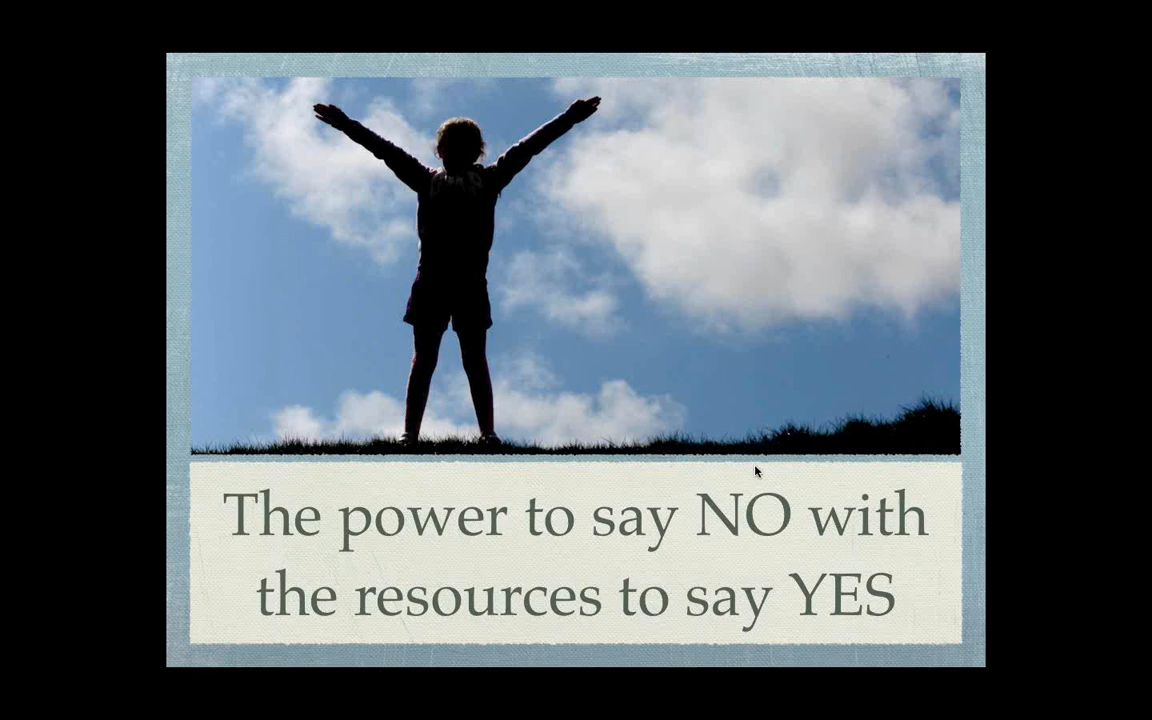 The power to say NO with
the resources to say YES